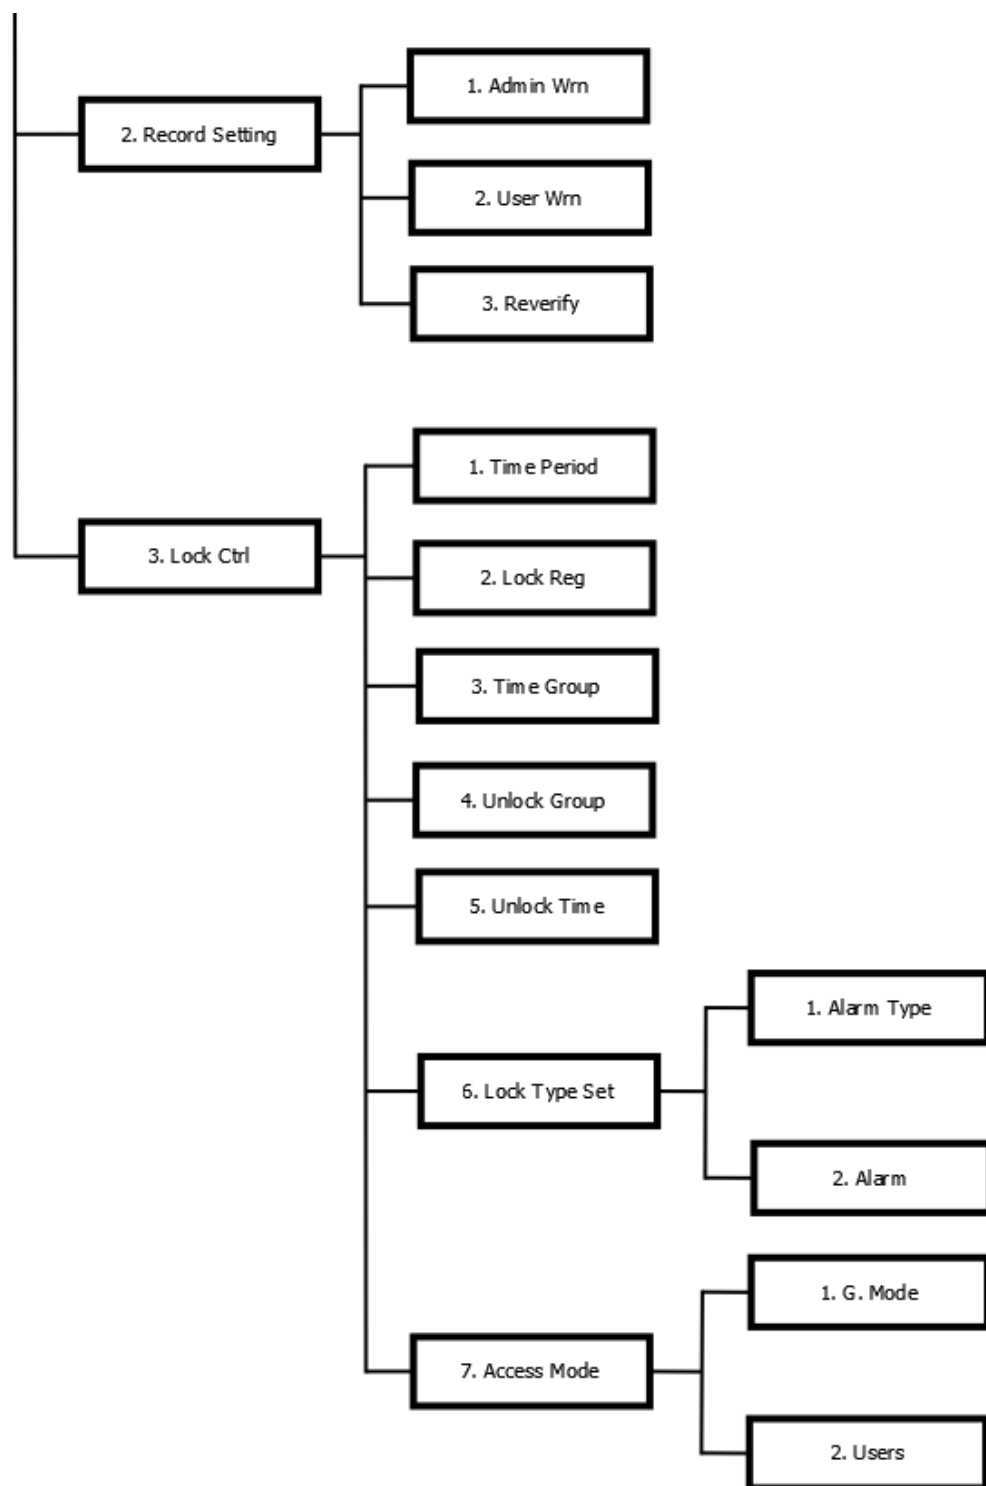 2. Record Setting
1. Admin Wrn
2. User Wrn
3. Reverify
3. Lock Ctrl
1. Time Period
2. Lock Reg
3. Time Group
4. Unlock Group
5. Unlock Time
6. Lock Type Set
1. Alarm Type
2. Alarm
7. Access Mode
1. G. Mode
2. Users